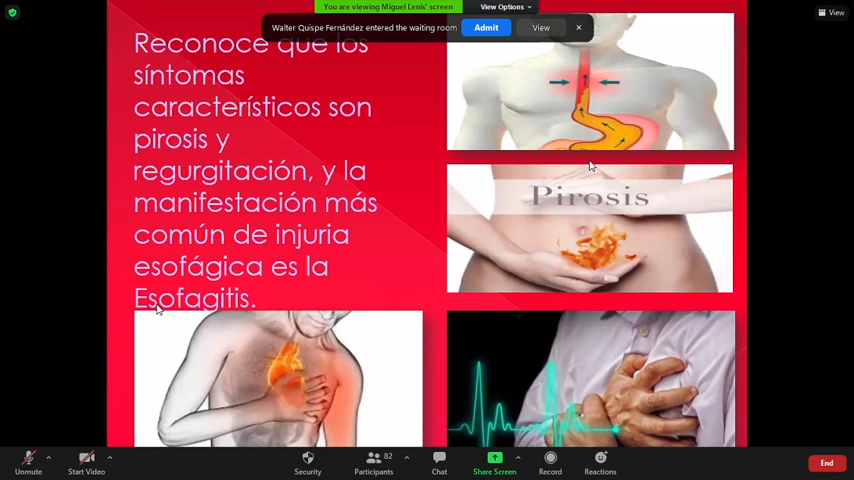 You are viewing Miguel Lenis' screen
View Options
View
Walter Quispe Fernández entered the waiting room
Admit
View
Reconoce que los
síntomas
característicos son
pirosis y
regurgitación, y la
manifestación más
común de injuria
esofágica es la
Esofagitis.
Pirosis
Unmute
Start Video
Security
82
Participants
Chat
Share Screen
Record
Reactions
End